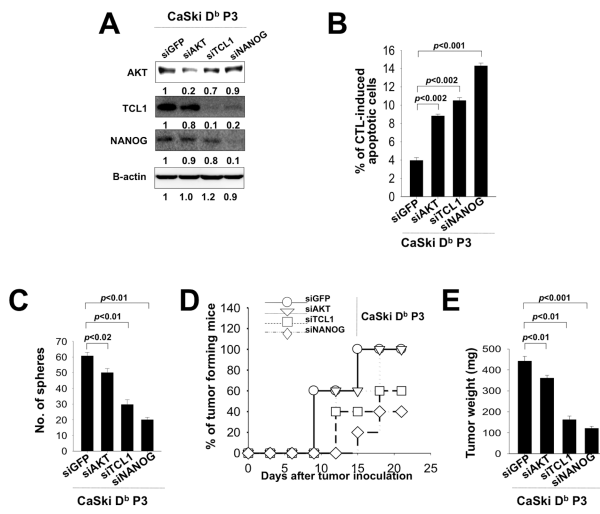 A
CaSki Dᵇ P3
siGFP
siAKT
siTCL1
siNANOG
AKT
1 0.2 0.7 0.9
TCL1
1 0.8 0.1 0.2
NANOG
1 0.9 0.8 0.1
B-actin
1 1.0 1.2 0.9
B
% of CTL-induced
apoptotic cells
16
14
12
10
8
6
4
2
0
p<0.001
p<0.002
p<0.002
siGFP
siAKT
siTCL1
siNANOG
CaSki Dᵇ P3
C
No. of spheres
70
60
50
40
30
20
10
0
p<0.01
p<0.01
p<0.02
siGFP
siAKT
siTCL1
siNANOG
CaSki Dᵇ P3
D
siGFP
siAKT
siTCL1
siNANOG
CaSki Dᵇ P3
% of tumor forming mice
140
120
100
80
60
40
20
0
0 5 10 15 20 25
Days after tumor inoculation
E
Tumor weight (mg)
500
400
300
200
100
0
p<0.001
p<0.01
p<0.01
siGFP
siAKT
siTCL1
siNANOG
CaSki Dᵇ P3